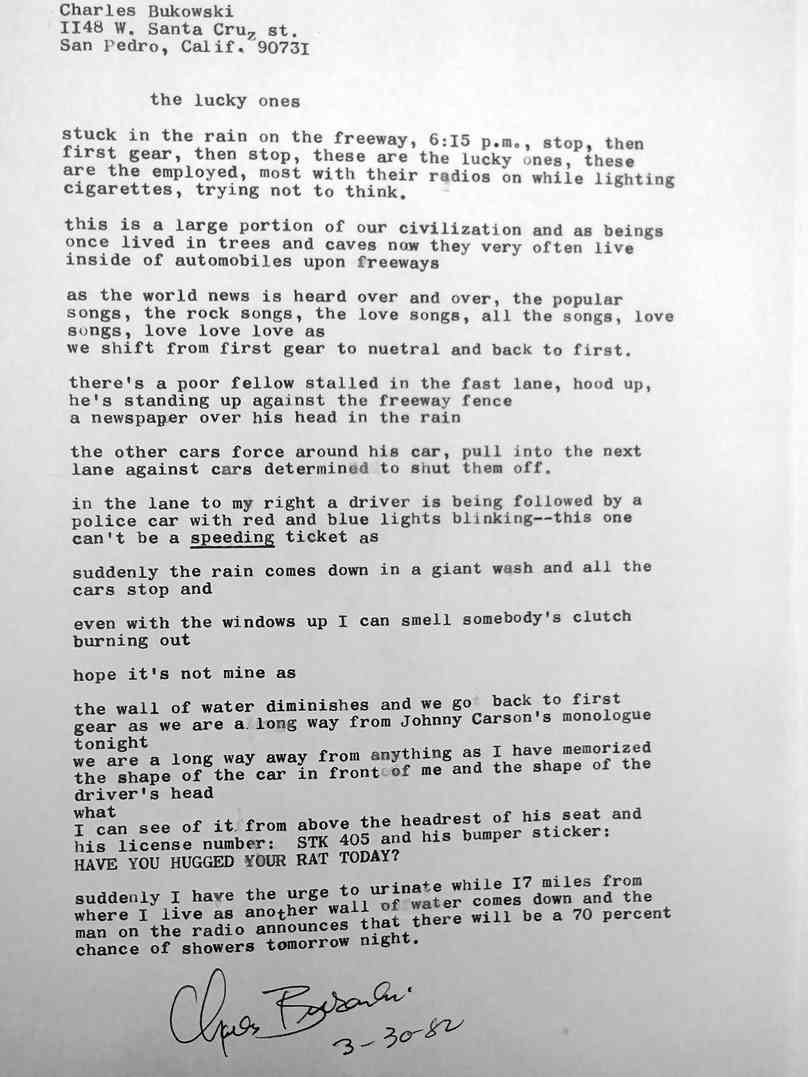 Charles Bukowski
II48 W. Santa Cruz st.
San Pedro, Calif. 9073I
the lucky ones
stuck in the rain on the freeway, 6:I5 p.m., stop, then
first gear, then stop, these are the lucky ones, these
are the employed, most with their radios on while lighting
cigarettes, trying not to think.
this is a large portion of our civilization and as beings
once lived in trees and caves now they very often live
inside of automobiles upon freeways
as the world news is heard over and over, the popular
songs, the rock songs, the love songs, all the songs, love
songs, love love love as
we shift from first gear to nuetral and back to first.
there's a poor fellow stalled in the fast lane, hood up,
he's standing up against the freeway fence
a newspaper over his head in the rain
the other cars force around his car, pull into the next
lane against cars determined to shut them off.
in the lane to my right a driver is being followed by a
police car with red and blue lights blinking--this one
can't be a speeding ticket as
suddenly the rain comes down in a giant wash and all the
cars stop and
even with the windows up I can smell somebody's clutch
burning out
hope it's not mine as
the wall of water diminishes and we go back to first
gear as we are a long way from Johnny Carson's monologue
tonight
we are a long way away from anything as I have memorized
the shape of the car in front of me and the shape of the
driver's head
what
I can see of it from above the headrest of his seat and
his license number: STK 405 and his bumper sticker:
HAVE YOU HUGGED YOUR RAT TODAY?
suddenly I have the urge to urinate while I7 miles from
where I live as another wall of water comes down and the
man on the radio announces that there will be a 70 percent
chance of showers tomorrow night.
Charles Bukowski
3-30-82